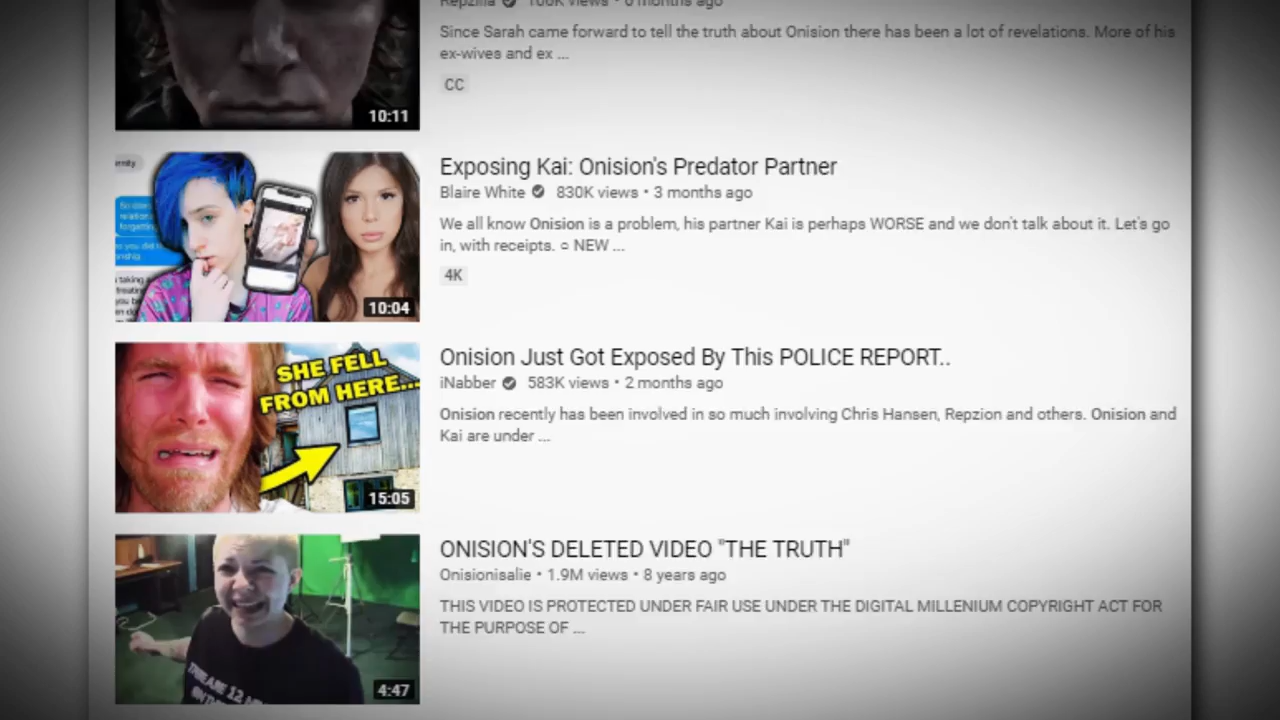 Repzilla 106K views • 6 months ago
Since Sarah came forward to tell the truth about Onision there has been a lot of revelations. More of his
ex-wives and ex ...
CC
10:11
Exposing Kai: Onision's Predator Partner
Blaire White 830K views • 3 months ago
We all know Onision is a problem, his partner Kai is perhaps WORSE and we don't talk about it. Let's go
in, with receipts. ○ NEW ...
4K
10:04
Onision Just Got Exposed By This POLICE REPORT..
iNabber 583K views • 2 months ago
Onision recently has been involved in so much involving Chris Hansen, Repzion and others. Onision and
Kai are under ...
SHE FELL
FROM HERE...
15:05
ONISION'S DELETED VIDEO "THE TRUTH"
Onisionisalie • 1.9M views • 8 years ago
THIS VIDEO IS PROTECTED UNDER FAIR USE UNDER THE DIGITAL MILLENIUM COPYRIGHT ACT FOR
THE PURPOSE OF ...
4:47